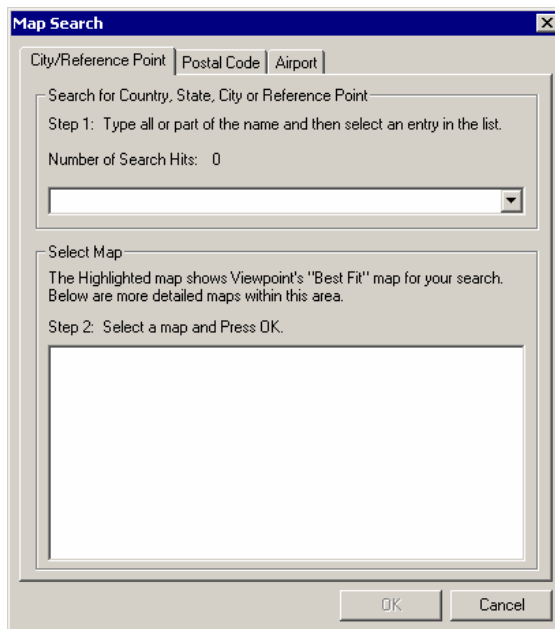 Map Search
City/Reference Point Postal Code Airport
Search for Country, State, City or Reference Point
Step 1: Type all or part of the name and then select an entry in the list.
Number of Search Hits: 0
Select Map
The Highlighted map shows Viewpoint's "Best Fit" map for your search.
Below are more detailed maps within this area.
Step 2: Select a map and Press OK.
OK Cancel